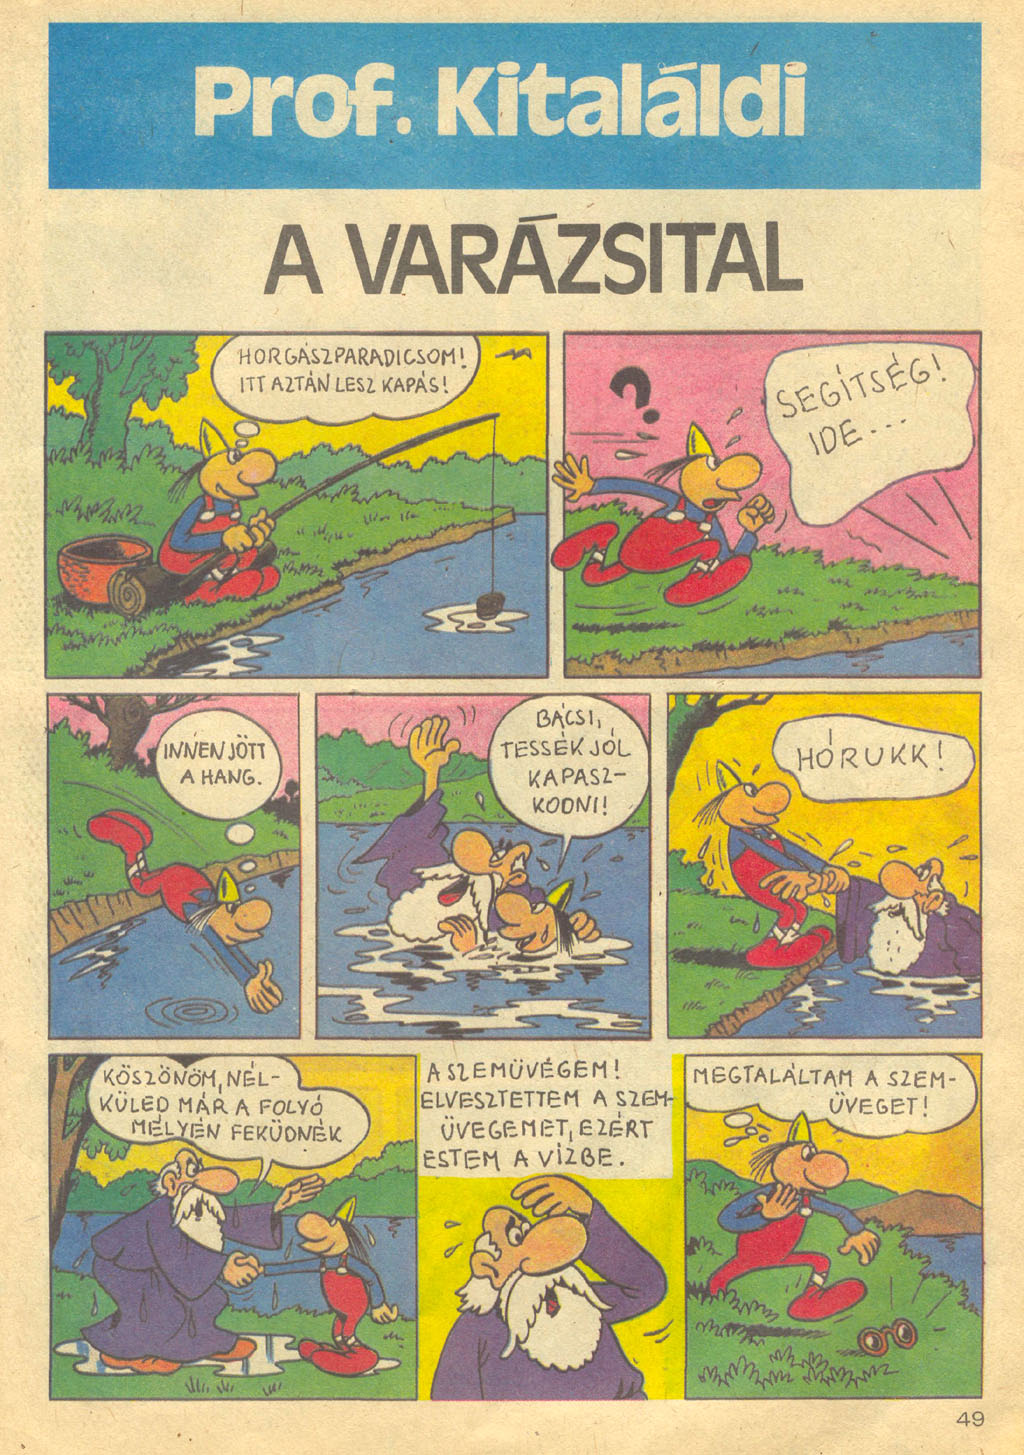 Prof. Kitaláldi
A VARÁZSITAL
HORGÁSZPARADICSOM!
ITT AZTÁN LESZ KAPÁS!
?
SEGÍTSÉG!
IDE...
INNEN JÖTT
A HANG.
BÁCSI,
TESSÉK JÓL
KAPASZ-
KODNI!
HÓRUKK!
KÖSZÖNÖM, NÉL-
KÜLED MÁR A FOLYÓ
MÉLYÉN FEKÜDNÉK
A SZEMÜVEGEM!
ELVESZTETTEM A SZEM-
ÜVEGEMET, EZÉRT
ESTEM A VÍZBE.
MEGTALÁLTAM A SZEM-
ÜVEGET!
49